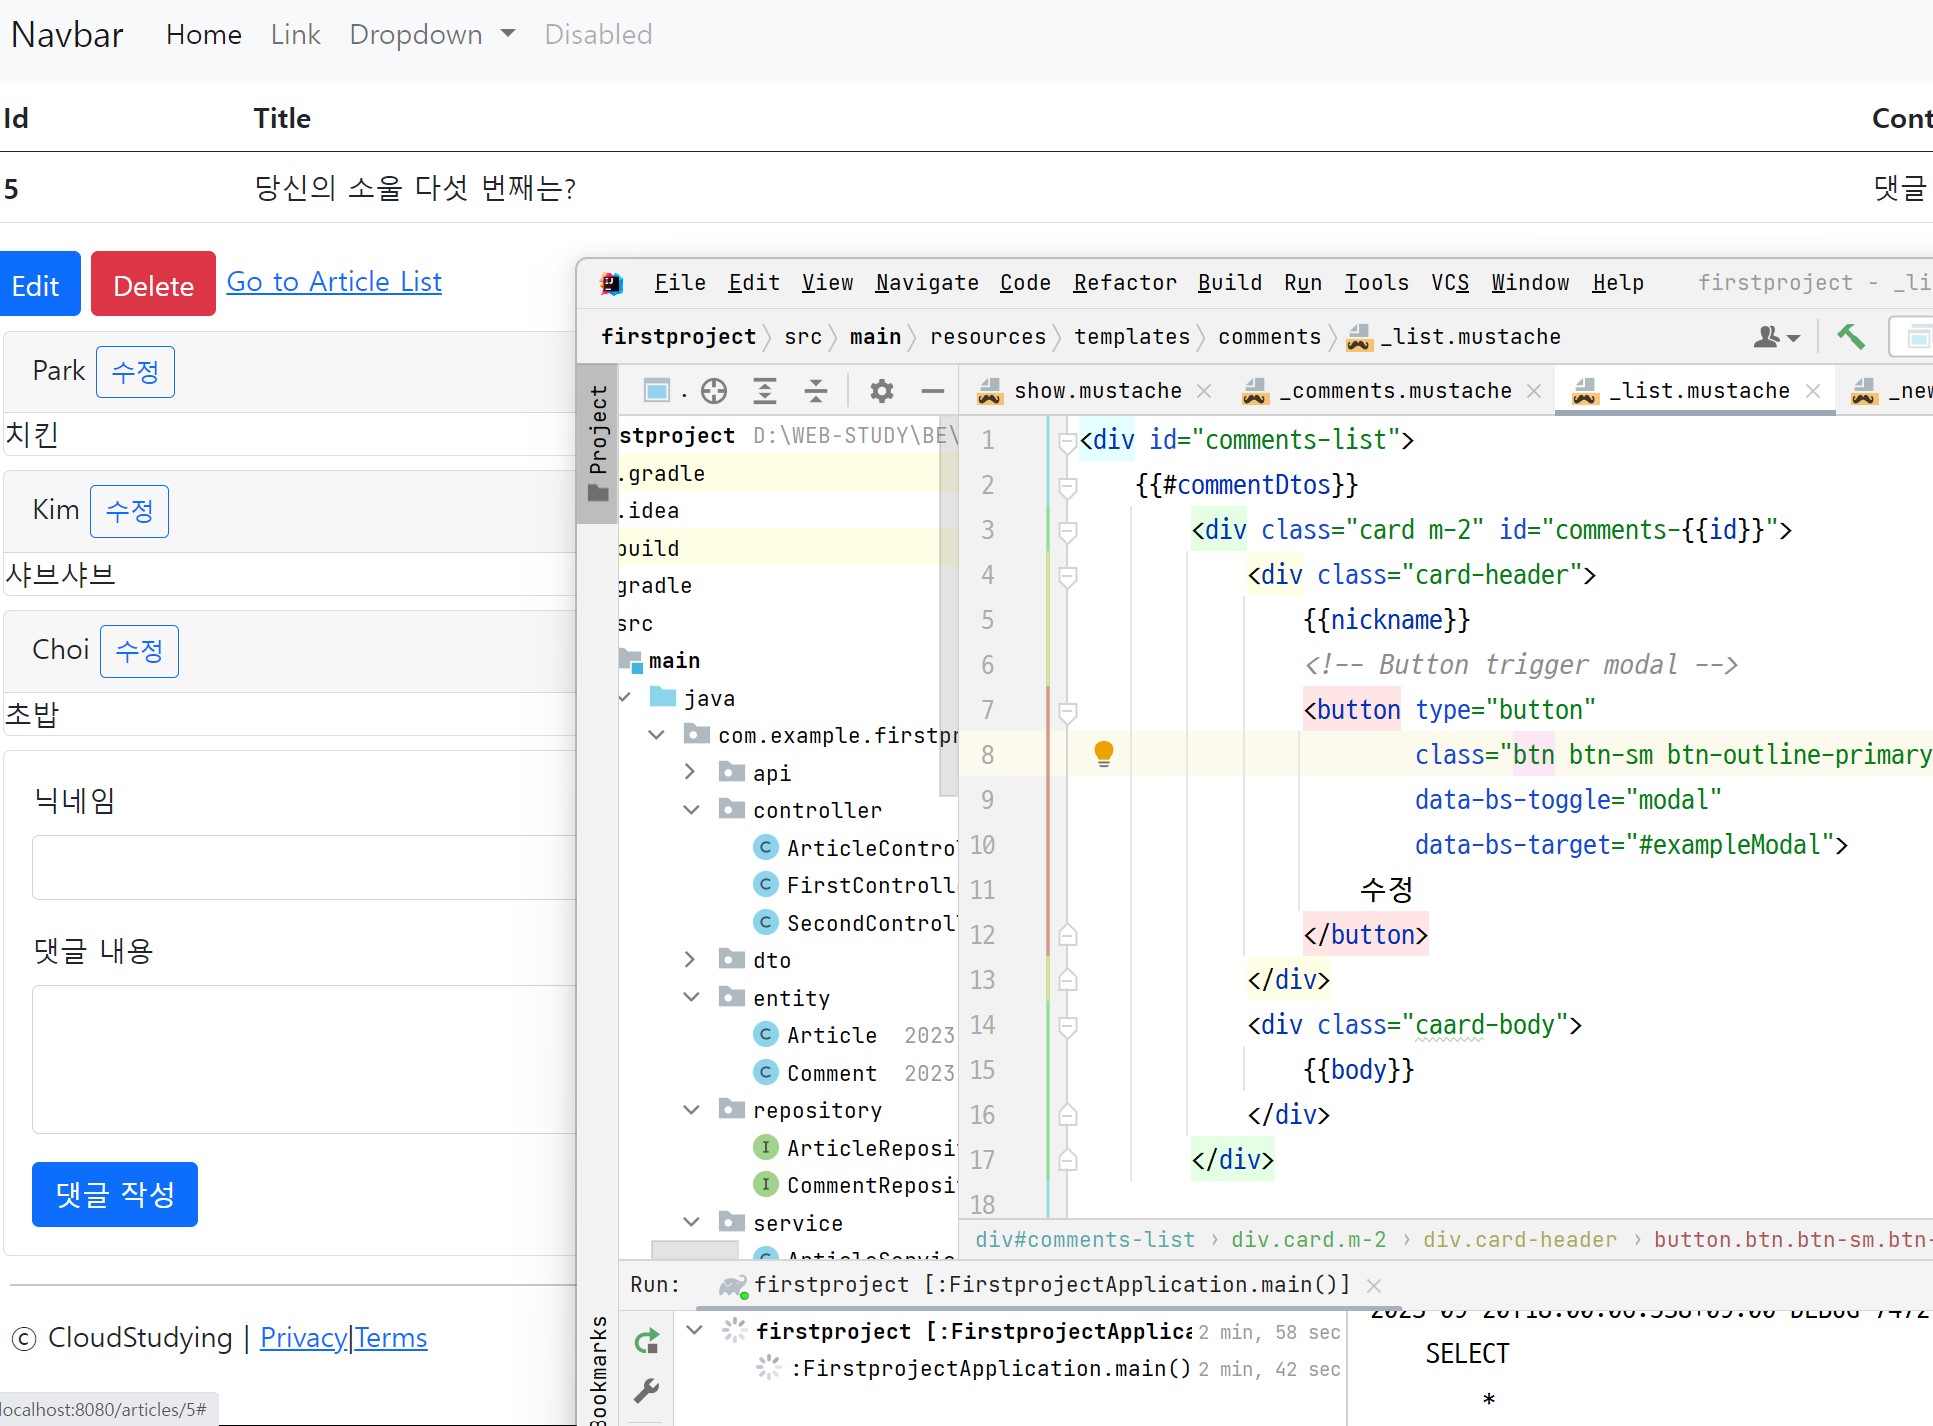 Navbar Home Link Dropdown Disabled
Id Title Cont
5 당신의 소울 다섯 번째는? 댓글
Edit Delete Go to Article List
Park 수정
치킨
Kim 수정
샤브샤브
Choi 수정
초밥
닉네임
댓글 내용
댓글 작성
© CloudStudying | Privacy|Terms
localhost:8080/articles/5#
File Edit View Navigate Code Refactor Build Run Tools VCS Window Help firstproject - _li
firstproject src main resources templates comments _list.mustache
Project
show.mustache _comments.mustache _list.mustache _new
stproject D:\WEB-STUDY\BE\
.gradle
.idea
build
gradle
src
main
java
com.example.firstpr
api
controller
ArticleControl
FirstControlle
SecondControl
dto
entity
Article 2023
Comment 2023
repository
ArticleReposi
CommentReposi
service
ArticleServic
1 <div id="comments-list">
2 {{#commentDtos}}
3 <div class="card m-2" id="comments-{{id}}">
4 <div class="card-header">
5 {{nickname}}
6 <!-- Button trigger modal -->
7 <button type="button"
8 class="btn btn-sm btn-outline-primary
9 data-bs-toggle="modal"
10 data-bs-target="#exampleModal">
11 수정
12 </button>
13 </div>
14 <div class="caard-body">
15 {{body}}
16 </div>
17 </div>
18
div#comments-list › div.card.m-2 › div.card-header › button.btn.btn-sm.btn-
Run: firstproject [:FirstprojectApplication.main()]
Bookmarks
firstproject [:FirstprojectApplica 2 min, 58 sec
:FirstprojectApplication.main() 2 min, 42 sec
SELECT
*